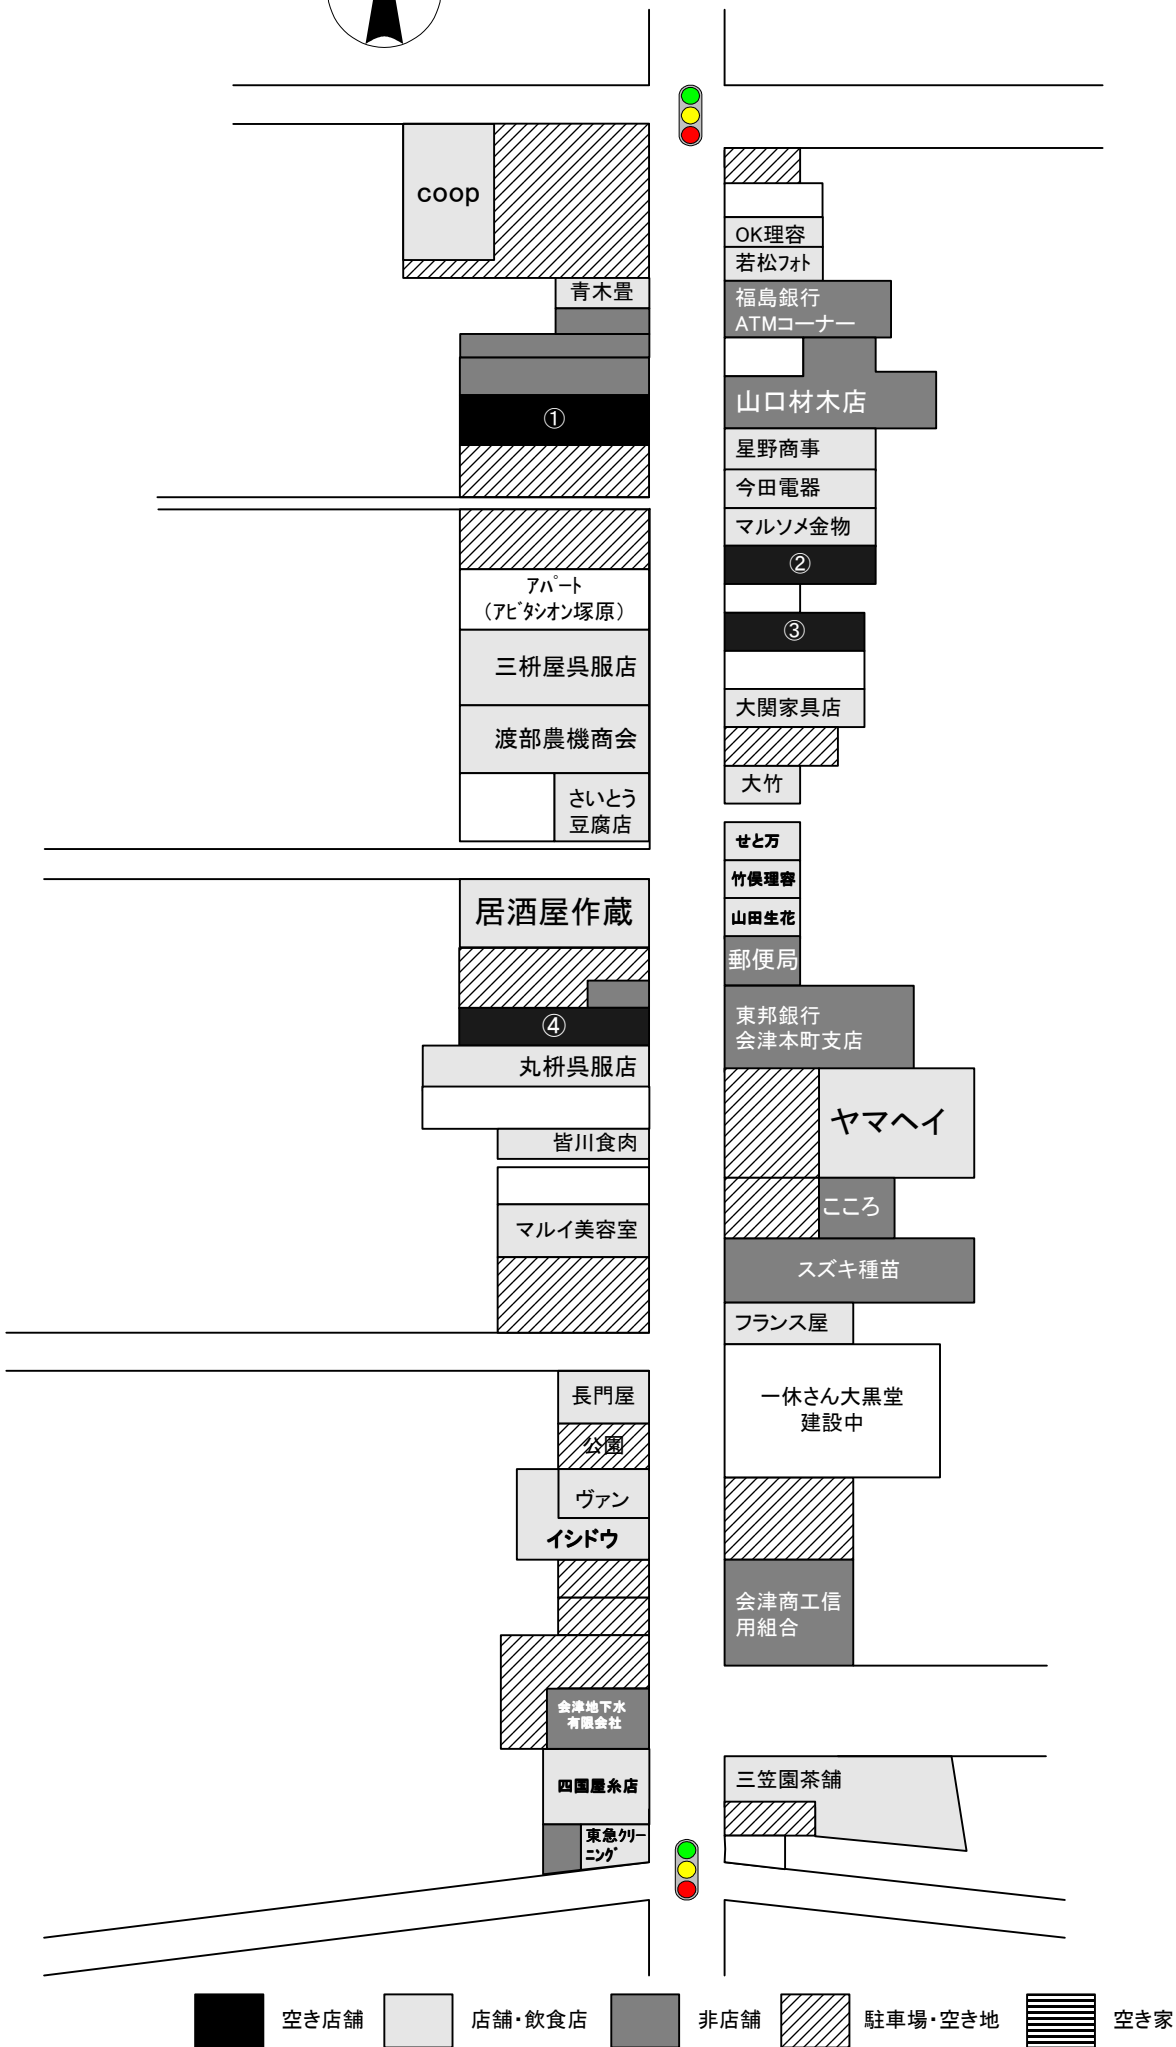 coop
青木畳
①
アパート
（アビタシオン塚原）
三枡屋呉服店
渡部農機商会
さいとう
豆腐店
居酒屋作蔵
④
丸枡呉服店
皆川食肉
マルイ美容室
長門屋
公園
ヴァン
イシドウ
会津地下水
有限会社
四国屋糸店
東急クリー
ニング
OK理容
若松フォト
福島銀行
ATMコーナー
山口材木店
星野商事
今田電器
マルソメ金物
②
③
大関家具店
大竹
せと万
竹俣理容
山田生花
郵便局
東邦銀行
会津本町支店
ヤマヘイ
こころ
スズキ種苗
フランス屋
一休さん大黒堂
建設中
会津商工信
用組合
三笠園茶舗
空き店舗
店舗・飲食店
非店舗
駐車場・空き地
空き家